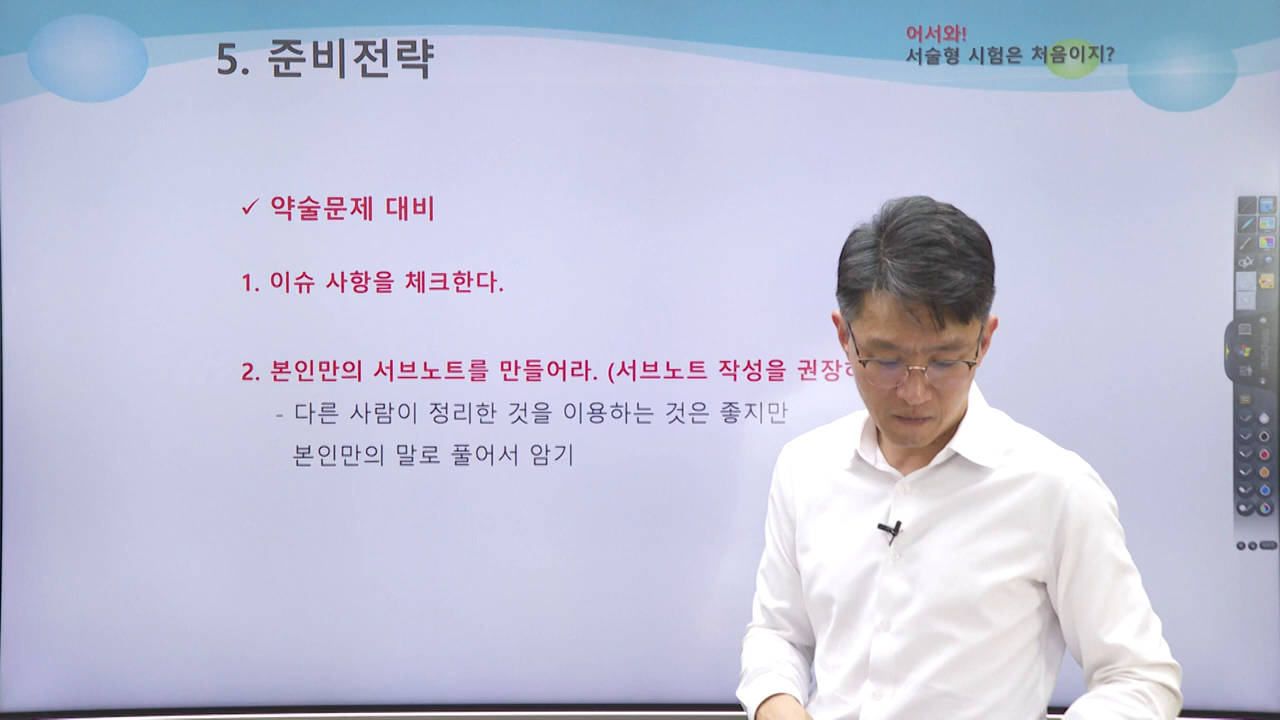 5. 준비전략
어서와!
서술형 시험은 처음이지?
✓ 약술문제 대비
1. 이슈 사항을 체크한다.
2. 본인만의 서브노트를 만들어라. (서브노트 작성을
- 다른 사람이 정리한 것을 이용하는 것은 좋지만
본인만의 말로 풀어서 암기